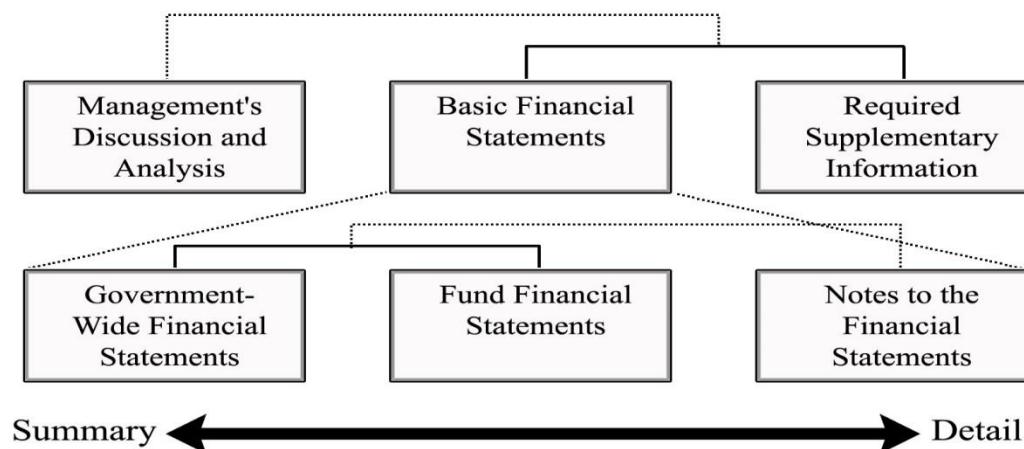 Management's
Discussion and
Analysis
Basic Financial
Statements
Required
Supplementary
Information
Government-
Wide Financial
Statements
Fund Financial
Statements
Notes to the
Financial
Statements
Summary
Detail